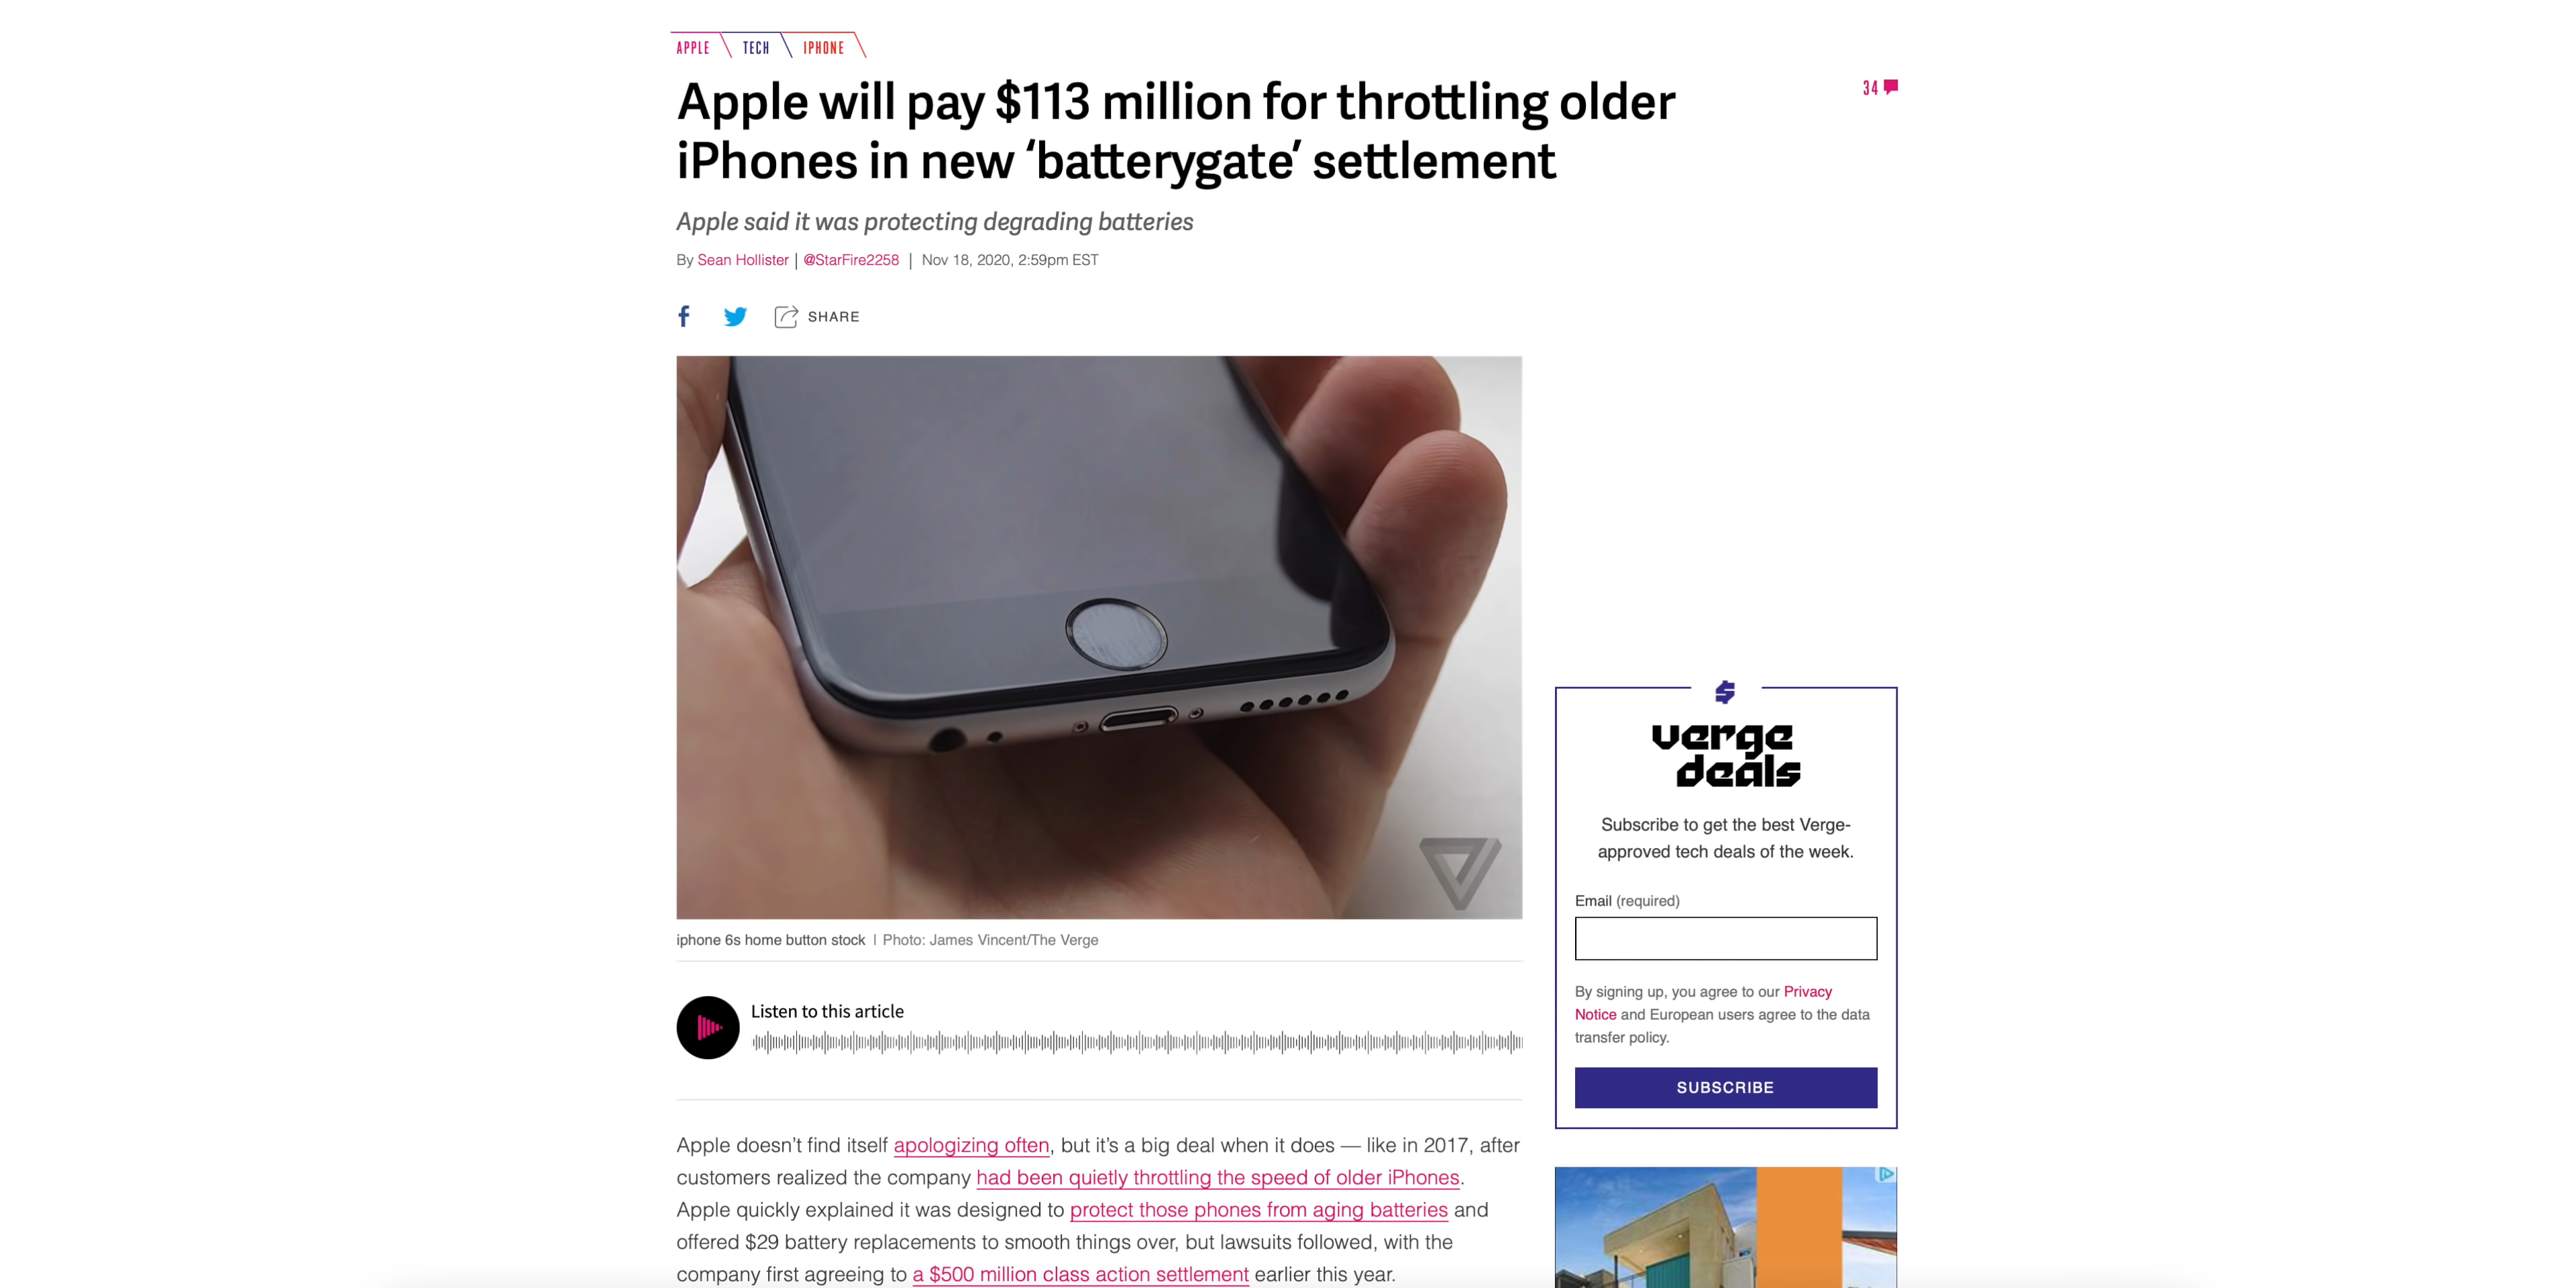 APPLE TECH IPHONE
Apple will pay $113 million for throttling older
iPhones in new ‘batterygate’ settlement
34
Apple said it was protecting degrading batteries
By Sean Hollister | @StarFire2258 | Nov 18, 2020, 2:59pm EST
SHARE
iphone 6s home button stock | Photo: James Vincent/The Verge
Listen to this article
Apple doesn’t find itself apologizing often, but it’s a big deal when it does — like in 2017, after
customers realized the company had been quietly throttling the speed of older iPhones.
Apple quickly explained it was designed to protect those phones from aging batteries and
offered $29 battery replacements to smooth things over, but lawsuits followed, with the
company first agreeing to a $500 million class action settlement earlier this year.
$
verge
deals
Subscribe to get the best Verge-
approved tech deals of the week.
Email (required)
By signing up, you agree to our Privacy
Notice and European users agree to the data
transfer policy.
SUBSCRIBE